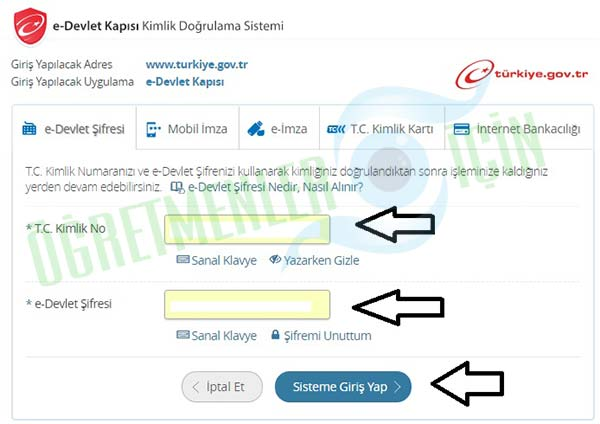 e-Devlet Kapısı Kimlik Doğrulama Sistemi
Giriş Yapılacak Adres www.turkiye.gov.tr
Giriş Yapılacak Uygulama e-Devlet Kapısı
türkiye.gov.tr
e-Devlet Şifresi Mobil İmza e-İmza T.C. Kimlik Kartı İnternet Bankacılığı
T.C. Kimlik Numaranızı ve e-Devlet Şifrenizi kullanarak kimliğiniz doğrulandıktan sonra işleminize kaldığınız
yerden devam edebilirsiniz. e-Devlet Şifresi Nedir, Nasıl Alınır?
ÖĞRETMENLER İÇİN
* T.C. Kimlik No
Sanal Klavye Yazarken Gizle
* e-Devlet Şifresi
Sanal Klavye Şifremi Unuttum
İptal Et Sisteme Giriş Yap